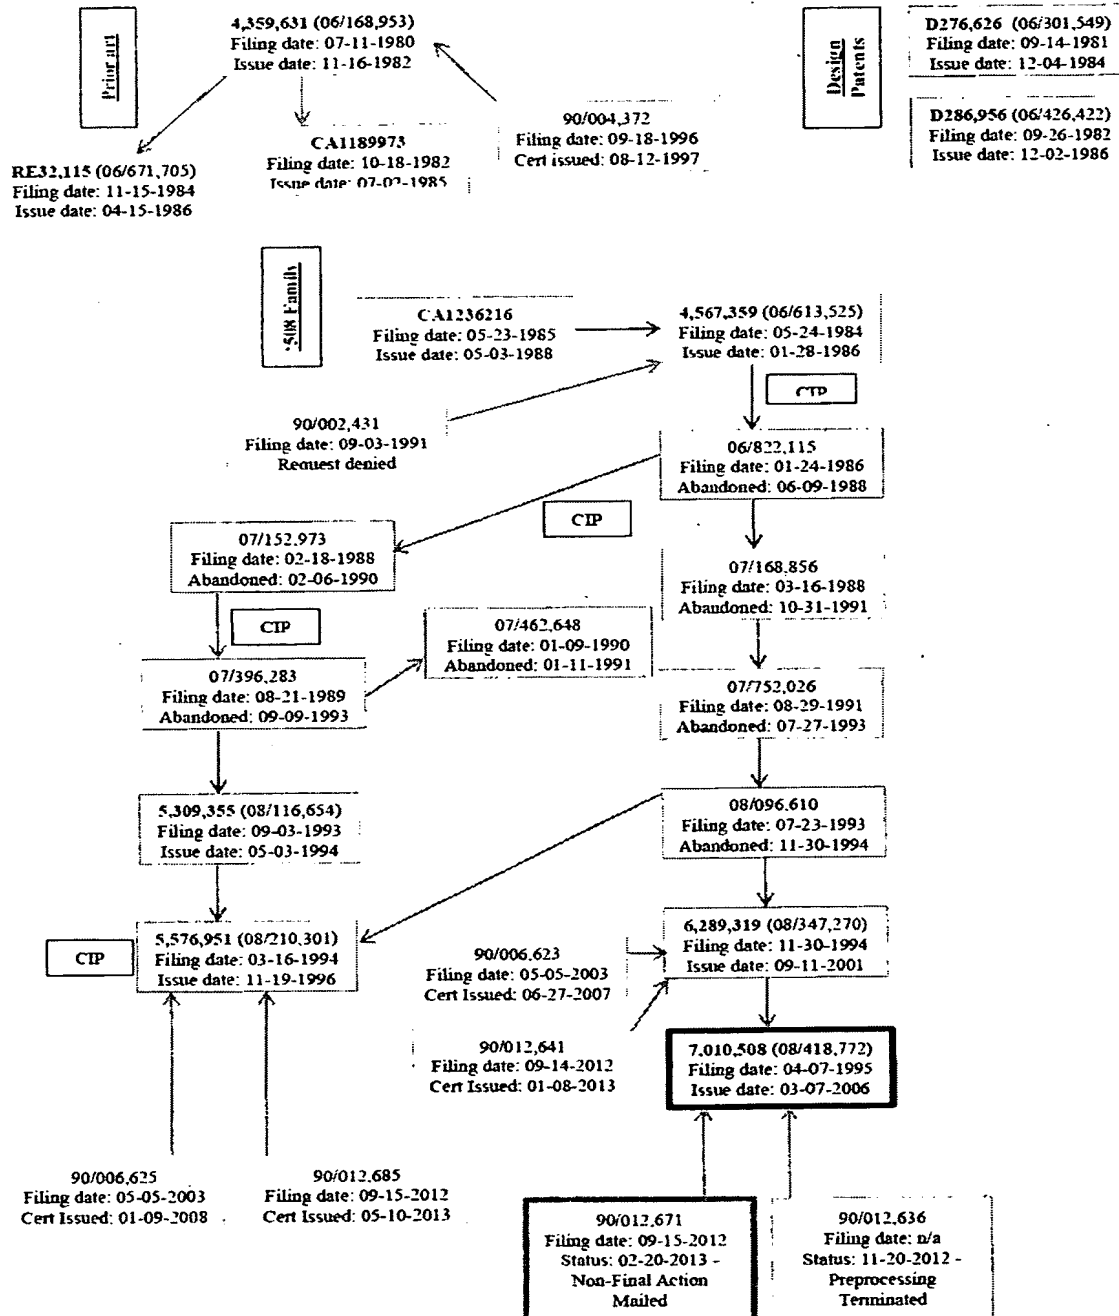 Prior art
4,359,631 (06/168,953)
Filing date: 07-11-1980
Issue date: 11-16-1982
Design
Patents
D276,626 (06/301,549)
Filing date: 09-14-1981
Issue date: 12-04-1984
D286,956 (06/426,422)
Filing date: 09-26-1982
Issue date: 12-02-1986
90/004,372
Filing date: 09-18-1996
Cert issued: 08-12-1997
CA1189973
Filing date: 10-18-1982
Issue date: 07-02-1985
RE32,115 (06/671,705)
Filing date: 11-15-1984
Issue date: 04-15-1986
'508 Family
CA1236216
Filing date: 05-23-1985
Issue date: 05-03-1988
4,567,359 (06/613,525)
Filing date: 05-24-1984
Issue date: 01-28-1986
CIP
90/002,431
Filing date: 09-03-1991
Request denied
06/822,115
Filing date: 01-24-1986
Abandoned: 06-09-1988
CIP
07/152,973
Filing date: 02-18-1988
Abandoned: 02-06-1990
07/168,856
Filing date: 03-16-1988
Abandoned: 10-31-1991
CIP
07/462,648
Filing date: 01-09-1990
Abandoned: 01-11-1991
07/396,283
Filing date: 08-21-1989
Abandoned: 09-09-1993
07/752,026
Filing date: 08-29-1991
Abandoned: 07-27-1993
5,309,355 (08/116,654)
Filing date: 09-03-1993
Issue date: 05-03-1994
08/096,610
Filing date: 07-23-1993
Abandoned: 11-30-1994
CIP
5,576,951 (08/210,301)
Filing date: 03-16-1994
Issue date: 11-19-1996
90/006,623
Filing date: 05-05-2003
Cert Issued: 06-27-2007
6,289,319 (08/347,270)
Filing date: 11-30-1994
Issue date: 09-11-2001
90/012,641
Filing date: 09-14-2012
Cert Issued: 01-08-2013
7,010,508 (08/418,772)
Filing date: 04-07-1995
Issue date: 03-07-2006
90/006,625
Filing date: 05-05-2003
Cert Issued: 01-09-2008
90/012,685
Filing date: 09-15-2012
Cert Issued: 05-10-2013
90/012,671
Filing date: 09-15-2012
Status: 02-20-2013 -
Non-Final Action
Mailed
90/012,636
Filing date: n/a
Status: 11-20-2012 -
Preprocessing
Terminated